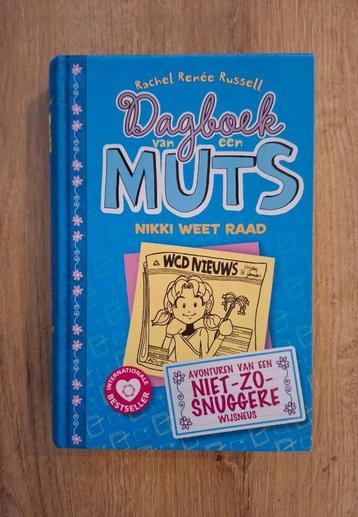 Rachel Renée Russell
Dagboek
van een
MUTS
NIKKI WEET RAAD
WCD NIEUWS
INTERNATIONALE
BESTSELLER
AVONTUREN VAN EEN
NIET-ZO-
SNUGGERE
WIJSNEUS